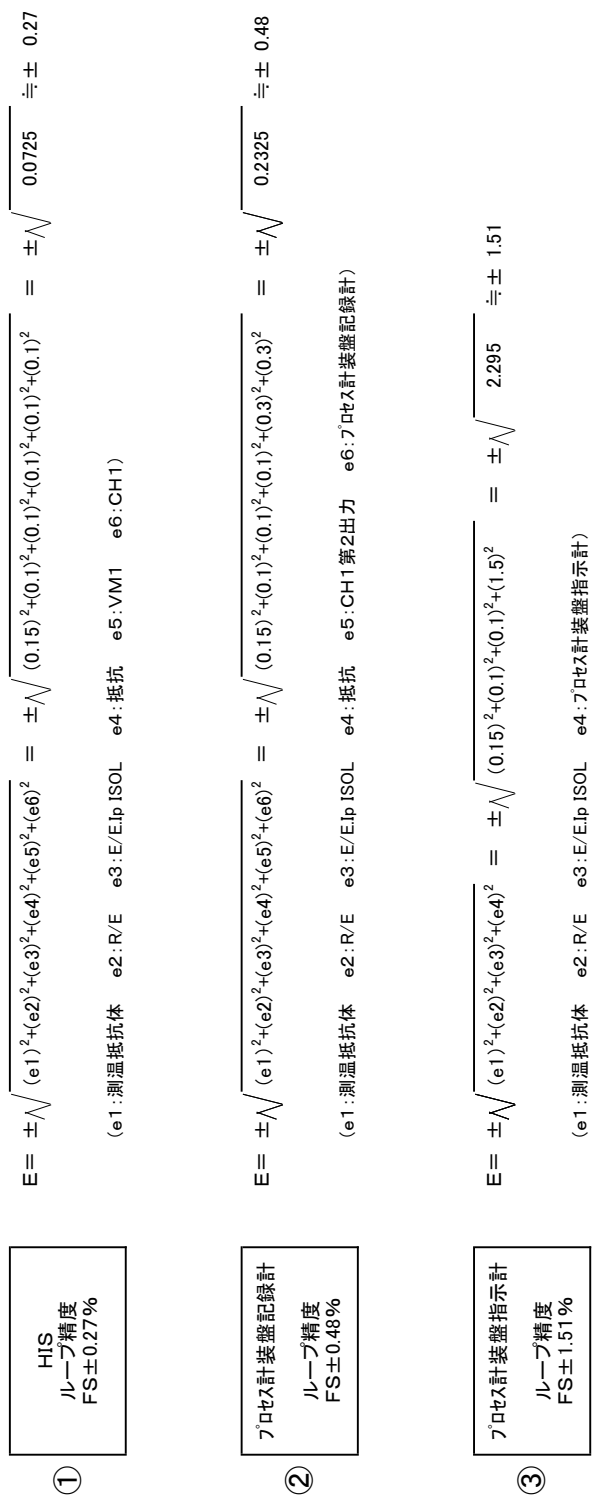 ①
HIS
ループ精度
FS±0.27%
E= ±√(e1)²+(e2)²+(e3)²+(e4)²+(e5)²+(e6)² = ±√(0.15)²+(0.1)²+(0.1)²+(0.1)²+(0.1)²+(0.1)² = ±√0.0725 ≒± 0.27
(e1:測温抵抗体 e2:R/E e3:E/E.Ip ISOL e4:抵抗 e5:VM1 e6:CH1)
②
プロセス計装盤記録計
ループ精度
FS±0.48%
E= ±√(e1)²+(e2)²+(e3)²+(e4)²+(e5)²+(e6)² = ±√(0.15)²+(0.1)²+(0.1)²+(0.1)²+(0.3)²+(0.3)² = ±√0.2325 ≒± 0.48
(e1:測温抵抗体 e2:R/E e3:E/E.Ip ISOL e4:抵抗 e5:CH1第2出力 e6:プロセス計装盤記録計)
③
プロセス計装盤指示計
ループ精度
FS±1.51%
E= ±√(e1)²+(e2)²+(e3)²+(e4)² = ±√(0.15)²+(0.1)²+(0.1)²+(1.5)² = ±√2.295 ≒± 1.51
(e1:測温抵抗体 e2:R/E e3:E/E.Ip ISOL e4:プロセス計装盤指示計)